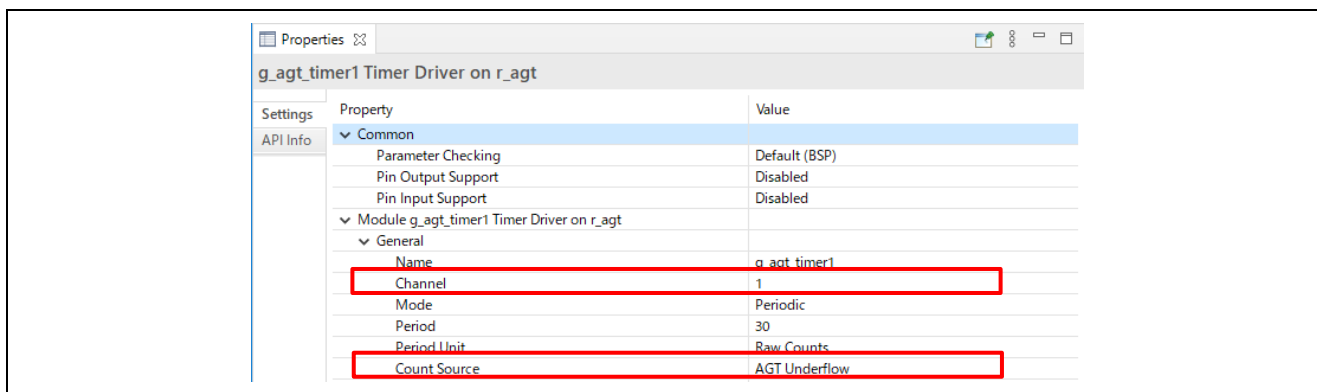 Properties
g_agt_timer1 Timer Driver on r_agt
Settings
API Info
Property Value
Common
Parameter Checking Default (BSP)
Pin Output Support Disabled
Pin Input Support Disabled
Module g_agt_timer1 Timer Driver on r_agt
General
Name g_agt_timer1
Channel 1
Mode Periodic
Period 30
Period Unit Raw Counts
Count Source AGT Underflow